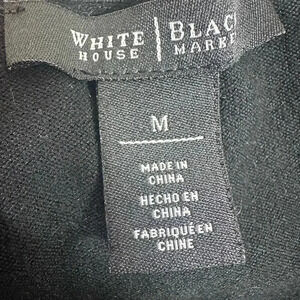 WHITE HOUSE | BLAC
MARKE
M
MADE IN
CHINA
HECHO EN
CHINA
FABRIQUÉ EN
CHINE